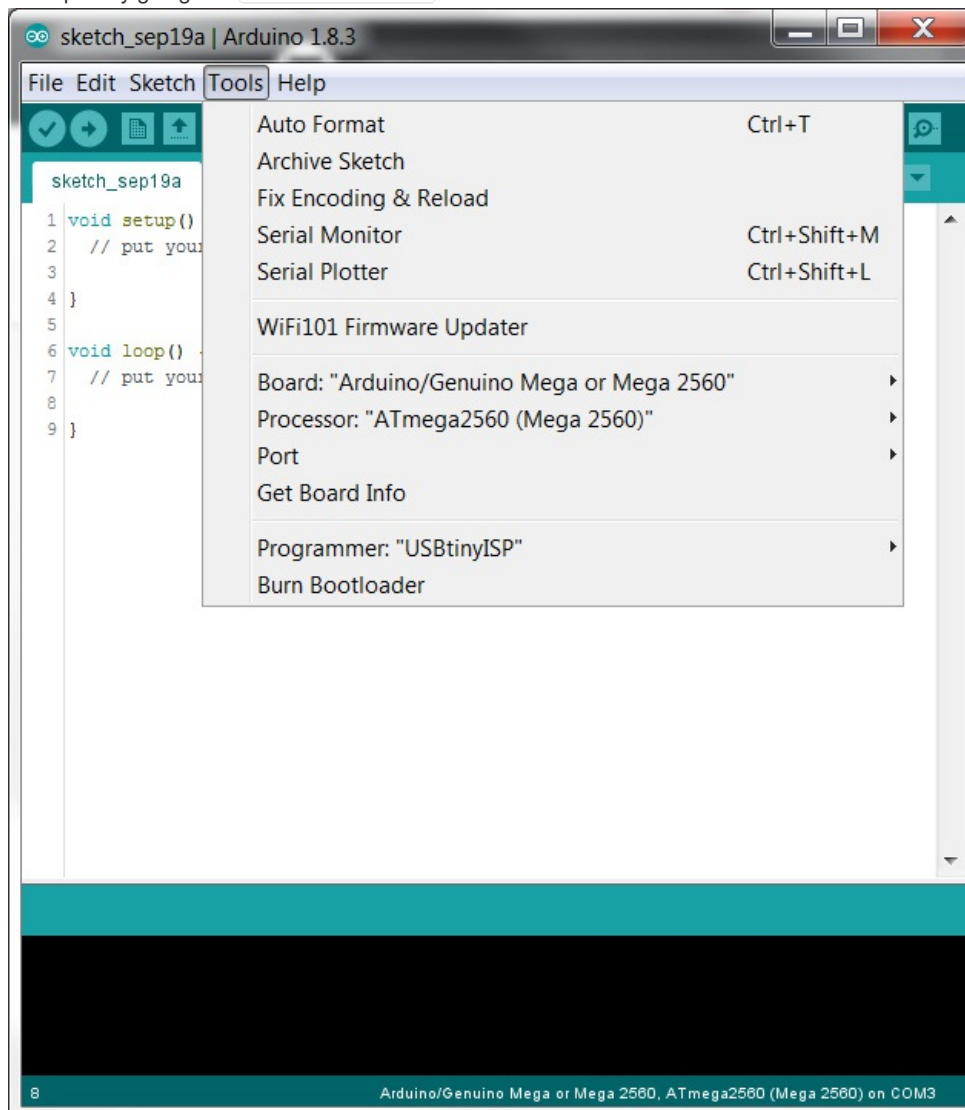 sketch_sep19a | Arduino 1.8.3
File Edit Sketch Tools Help
Auto Format Ctrl+T
Archive Sketch
sketch_sep19a
Fix Encoding & Reload
1 void setup()
Serial Monitor Ctrl+Shift+M
2 // put your
Serial Plotter Ctrl+Shift+L
3
4 }
5
WiFi101 Firmware Updater
6 void loop()
7 // put your
Board: "Arduino/Genuino Mega or Mega 2560"
8
Processor: "ATmega2560 (Mega 2560)"
9 }
Port
Get Board Info
Programmer: "USBtinyISP"
Burn Bootloader
8 Arduino/Genuino Mega or Mega 2560, ATmega2560 (Mega 2560) on COM3